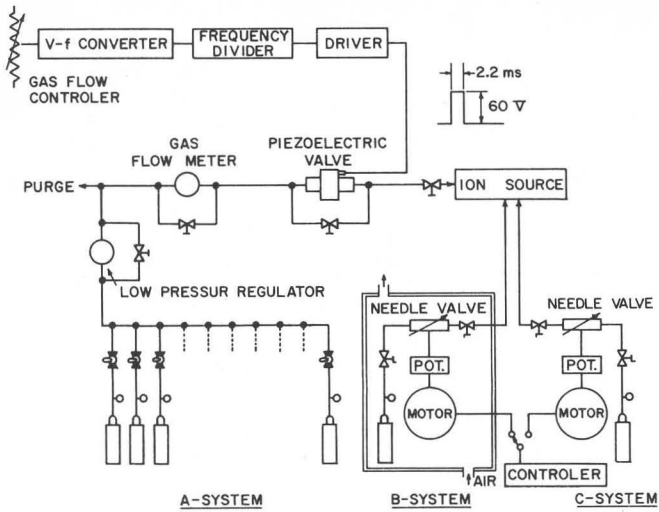 V-f CONVERTER
FREQUENCY
DIVIDER
DRIVER
GAS FLOW
CONTROLER
2.2 ms
60 V
GAS
FLOW METER
PIEZOELECTRIC
VALVE
PURGE
ION SOURCE
LOW PRESSUR REGULATOR
NEEDLE VALVE
NEEDLE VALVE
POT.
POT.
MOTOR
MOTOR
AIR
CONTROLER
A-SYSTEM
B-SYSTEM
C-SYSTEM